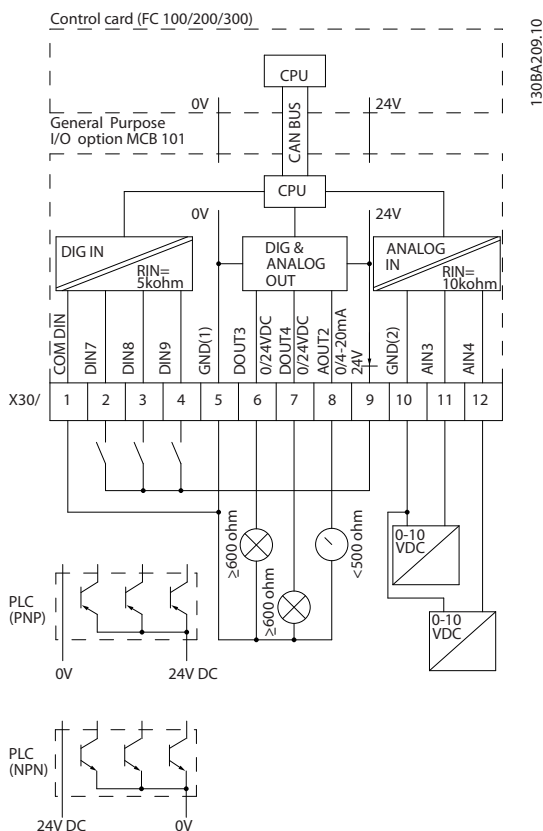 Control card (FC 100/200/300)
130BA209.10
CPU
0V
24V
CAN BUS
General Purpose
I/O option MCB 101
CPU
0V
24V
DIG IN
RIN=
5kohm
DIG &
ANALOG
OUT
ANALOG
IN
RIN=
10kohm
COM DIN
DIN7
DIN8
DIN9
GND(1)
DOUT3
0/24VDC
DOUT4
0/24VDC
AOUT2
0/4-20mA
24V
GND(2)
AIN3
AIN4
X30/ 1 2 3 4 5 6 7 8 9 10 11 12
≥600 ohm
≥600 ohm
<500 ohm
0-10
VDC
0-10
VDC
PLC
(PNP)
0V
24V DC
PLC
(NPN)
24V DC
0V